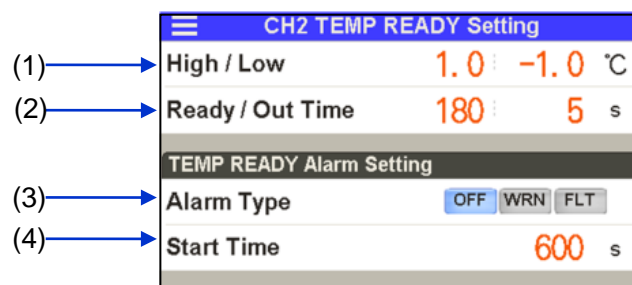 CH2 TEMP READY Setting
(1) High / Low 1.0 -1.0 ℃
(2) Ready / Out Time 180 5 s
TEMP READY Alarm Setting
(3) Alarm Type OFF WRN FLT
(4) Start Time 600 s